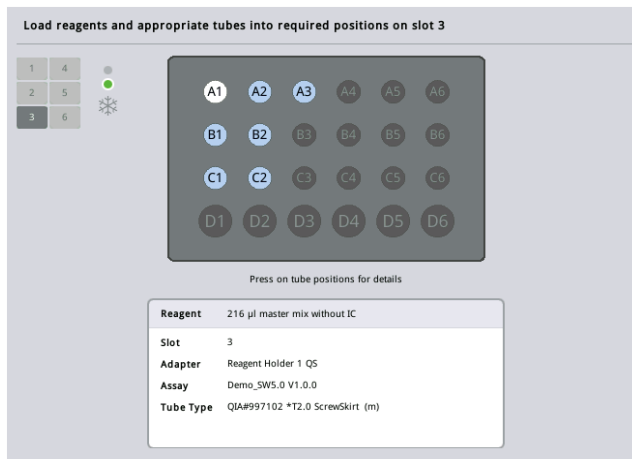 Load reagents and appropriate tubes into required positions on slot 3
1 4
2 5
3 6
A1 A2 A3 A4 A5 A6
B1 B2 B3 B4 B5 B6
C1 C2 C3 C4 C5 C6
D1 D2 D3 D4 D5 D6
Press on tube positions for details
Reagent 216 µl master mix without IC
Slot 3
Adapter Reagent Holder 1 QS
Assay Demo_SW5.0 V1.0.0
Tube Type QIA#997102 *T2.0 ScrewSkirt (m)